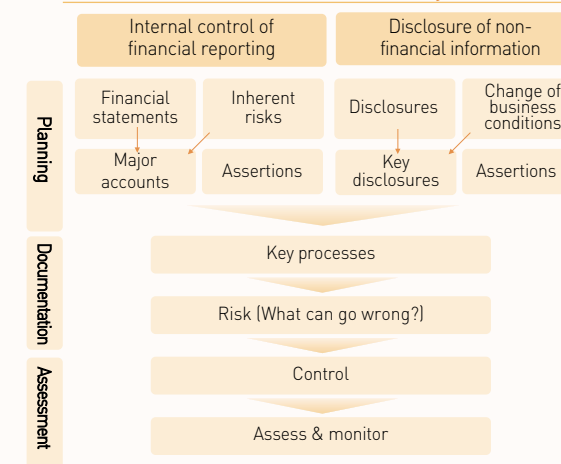 Internal control of
financial reporting
Disclosure of non-
financial information
Planning
Financial
statements
Inherent
risks
Disclosures
Change of
business
conditions
Major
accounts
Assertions
Key
disclosures
Assertions
Documentation
Key processes
Risk (What can go wrong?)
Assessment
Control
Assess & monitor